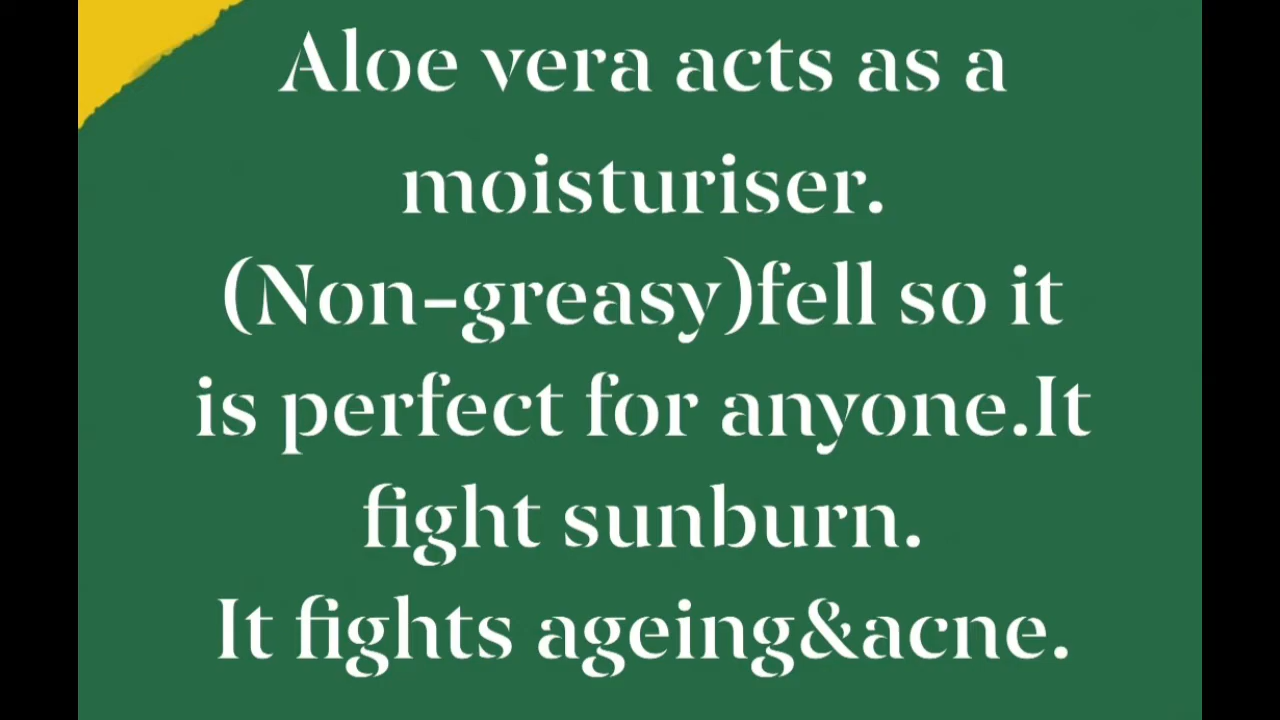 Aloe vera acts as a
moisturiser.
(Non-greasy)fell so it
is perfect for anyone.It
fight sunburn.
It fights ageing&acne.